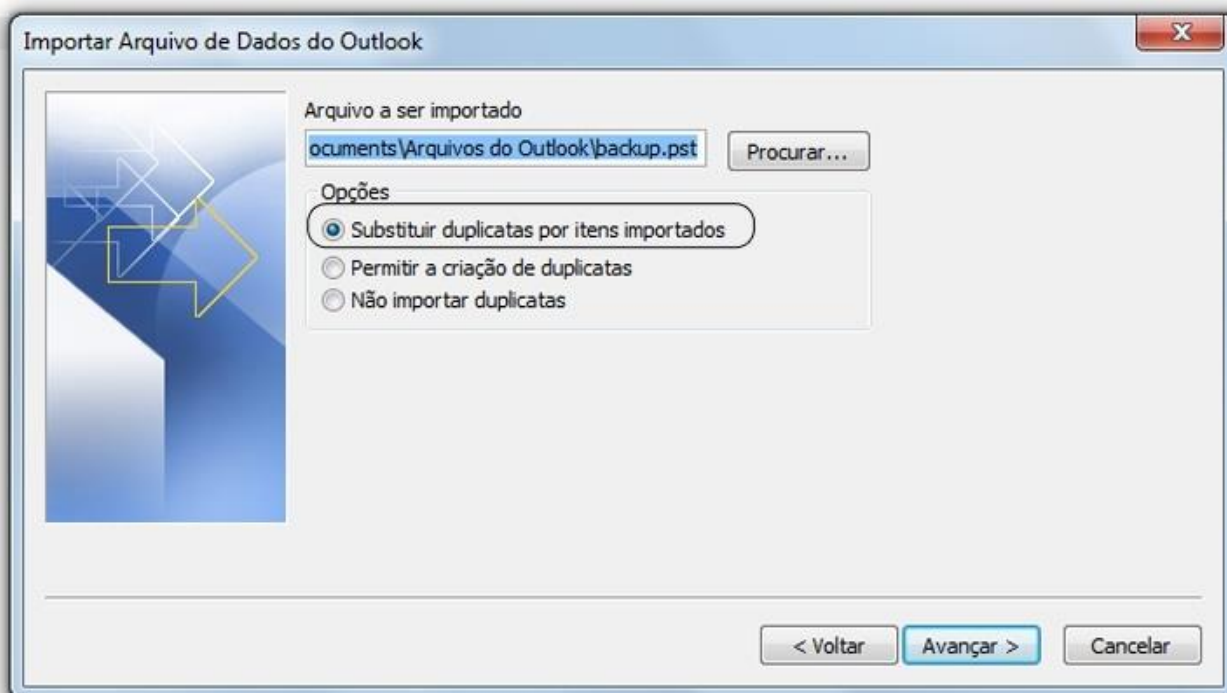 Importar Arquivo de Dados do Outlook
X
Arquivo a ser importado
ocuments\Arquivos do Outlook\backup.pst
Procurar...
Opções
Substituir duplicatas por itens importados
Permitir a criação de duplicatas
Não importar duplicatas
< Voltar
Avançar >
Cancelar